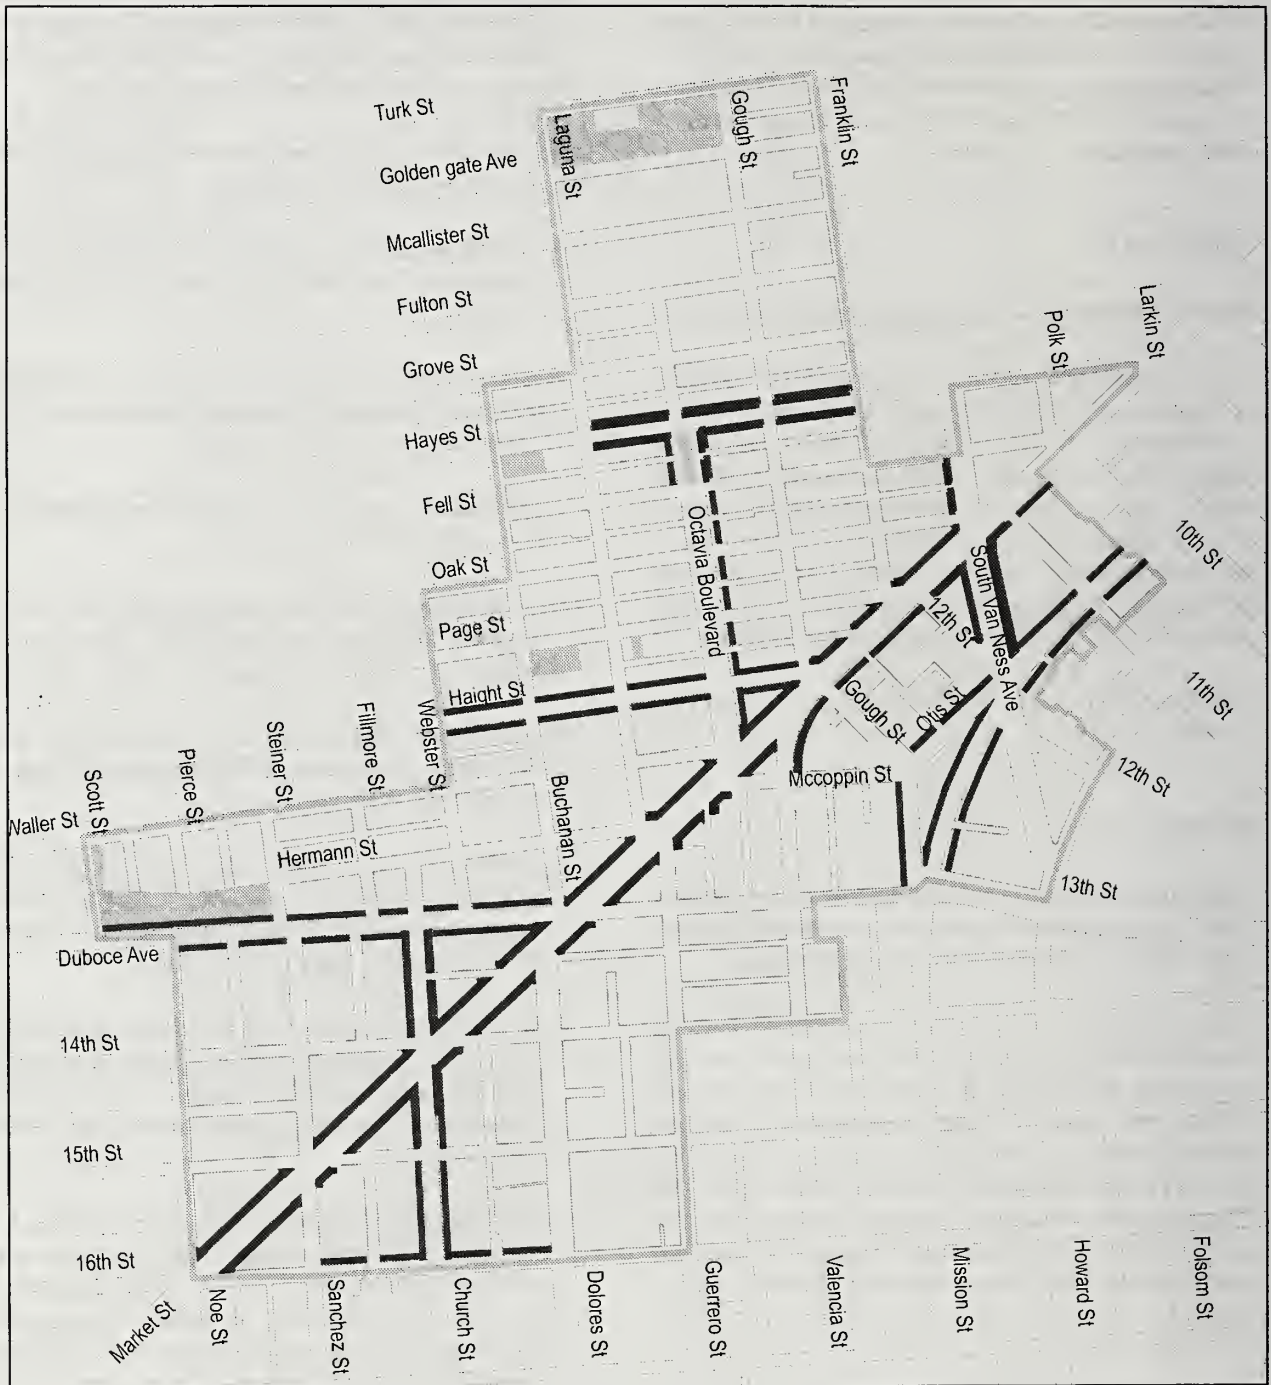 Turk St
Golden gate Ave
Mcallister St
Fulton St
Grove St
Hayes St
Fell St
Oak St
Page St
Haight St
Laguna St
Gough St
Franklin St
Polk St
Larkin St
Octavia Boulevard
South Van Ness Ave
12th St
10th St
11th St
12th St
13th St
Gough St
Otis St
Mccoppin St
Buchanan St
Webster St
Fillmore St
Steiner St
Pierce St
Scott St
Waller St
Hermann St
Duboce Ave
14th St
15th St
16th St
Market St
Noe St
Sanchez St
Church St
Dolores St
Guerrero St
Valencia St
Mission St
Howard St
Folsom St